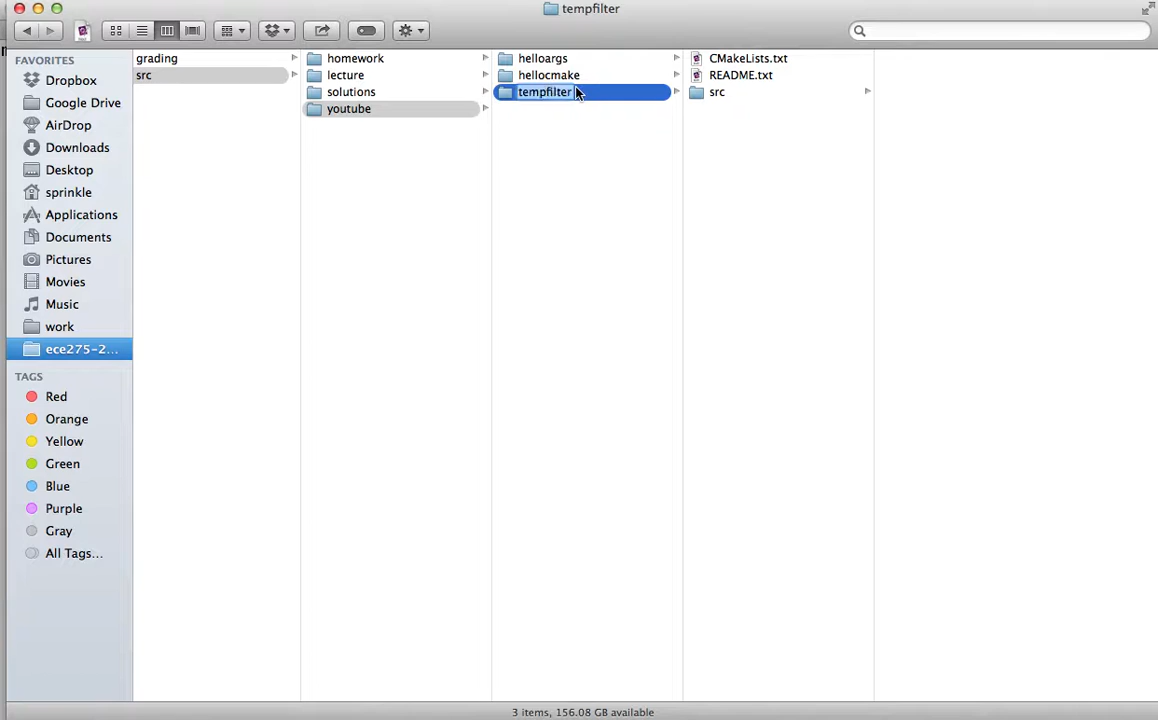 tempfilter
FAVORITES
Dropbox
Google Drive
AirDrop
Downloads
Desktop
sprinkle
Applications
Documents
Pictures
Movies
Music
work
ece275-2...
TAGS
Red
Orange
Yellow
Green
Blue
Purple
Gray
All Tags...
grading
src
homework
lecture
solutions
youtube
helloargs
hellocmake
tempfilter
CMakeLists.txt
README.txt
src
3 items, 156.08 GB available